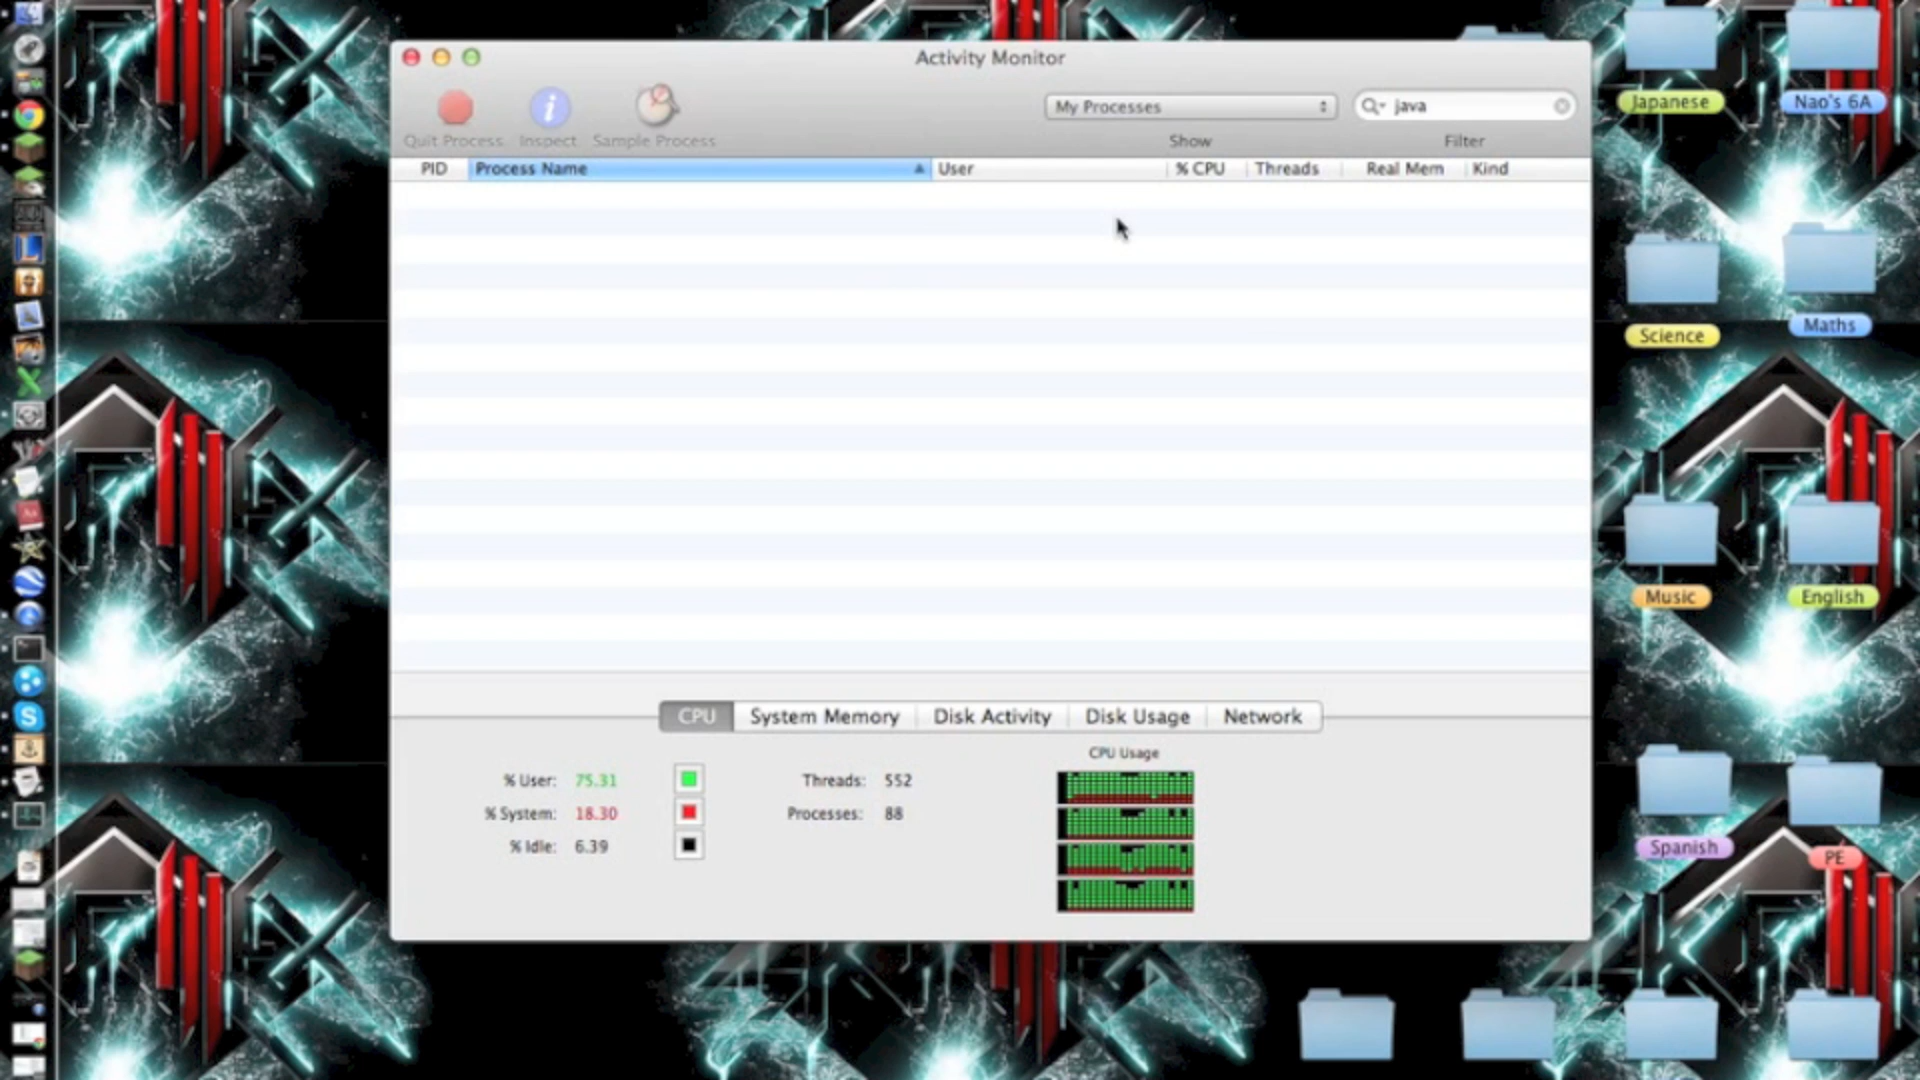 Activity Monitor
Quit Process Inspect Sample Process
My Processes
java
Show
Filter
PID Process Name User % CPU Threads Real Mem Kind
CPU System Memory Disk Activity Disk Usage Network
CPU Usage
% User: 75.31
Threads: 552
% System: 18.30
Processes: 88
% Idle: 6.39
Japanese
Nao's 6A
Science
Maths
Music
English
Spanish
PE